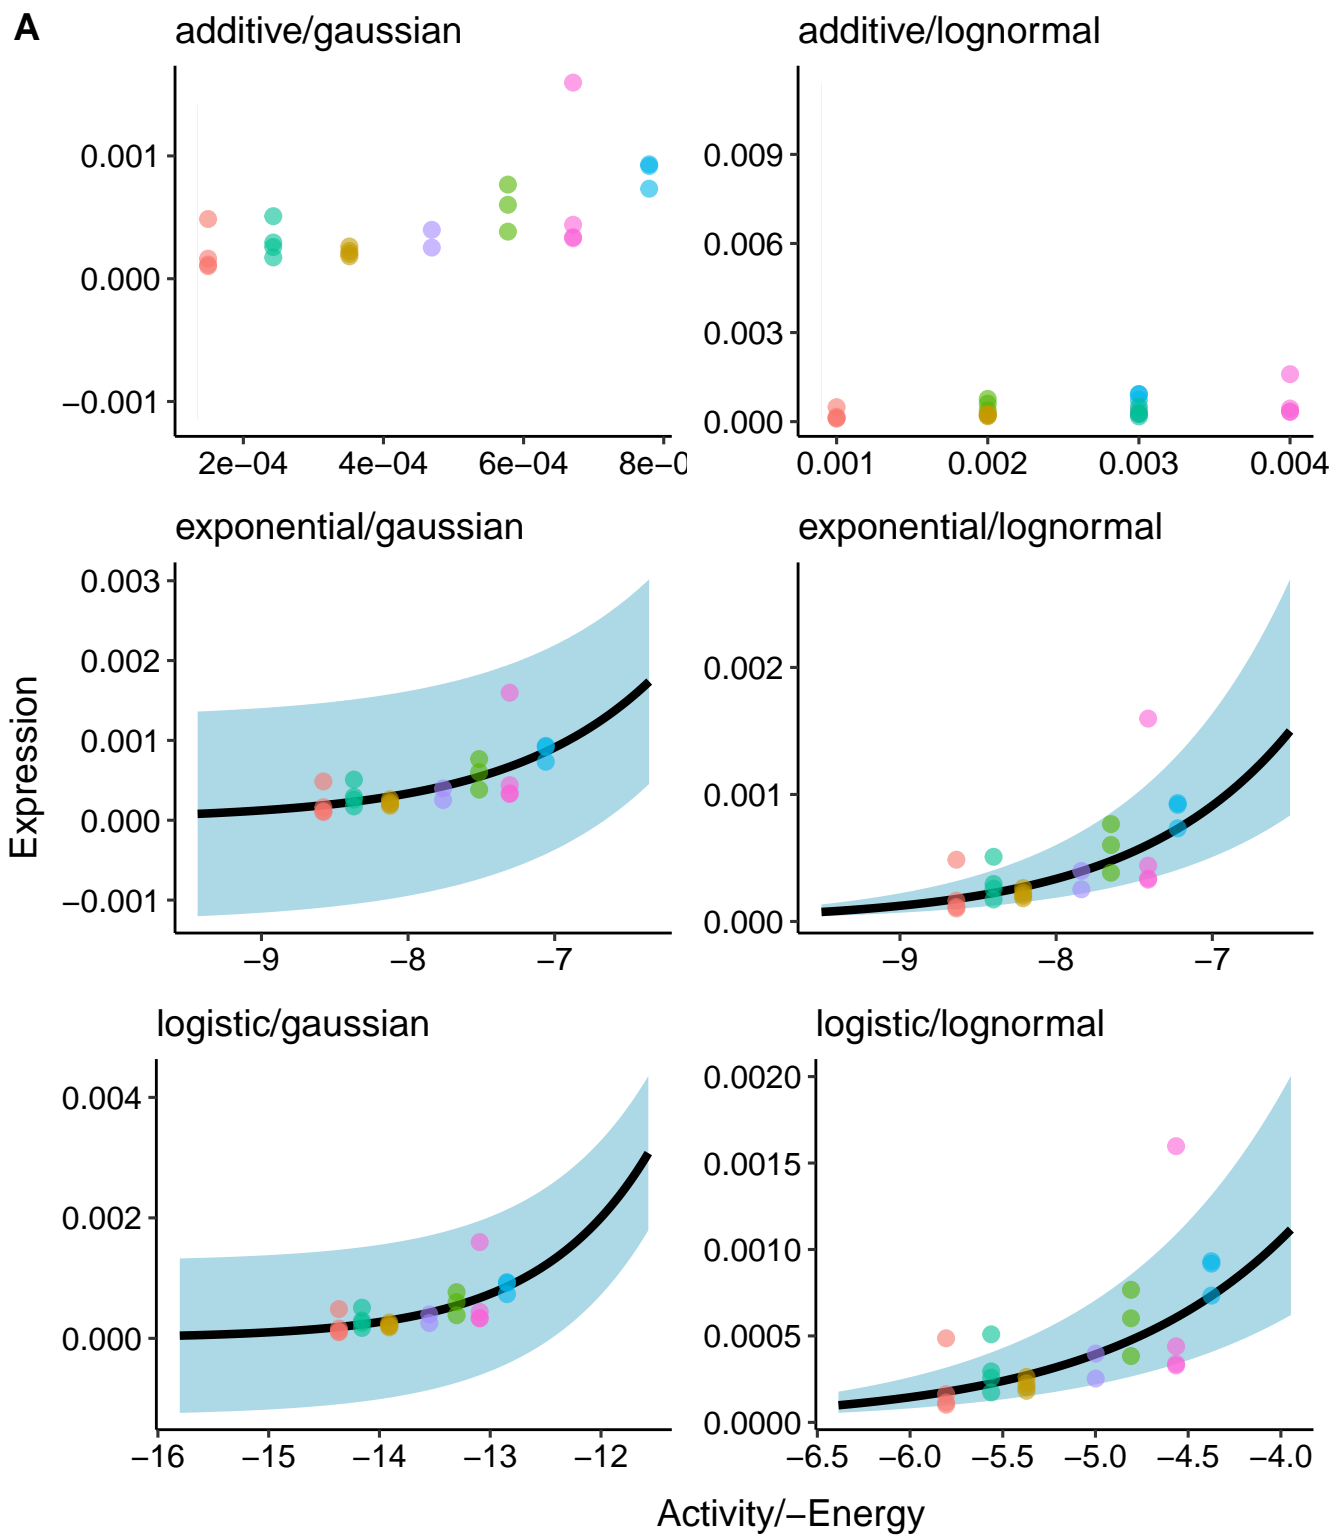 A
additive/gaussian
additive/lognormal
0.001
0.000
−0.001
2e−04 4e−04 6e−04 8e−0
0.009
0.006
0.003
0.000
0.001 0.002 0.003 0.004
exponential/gaussian
exponential/lognormal
Expression
0.003
0.002
0.001
0.000
−0.001
−9 −8 −7
0.002
0.001
0.000
−9 −8 −7
logistic/gaussian
logistic/lognormal
0.004
0.002
0.000
−16 −15 −14 −13 −12
0.0020
0.0015
0.0010
0.0005
0.0000
−6.5 −6.0 −5.5 −5.0 −4.5 −4.0
Activity/−Energy